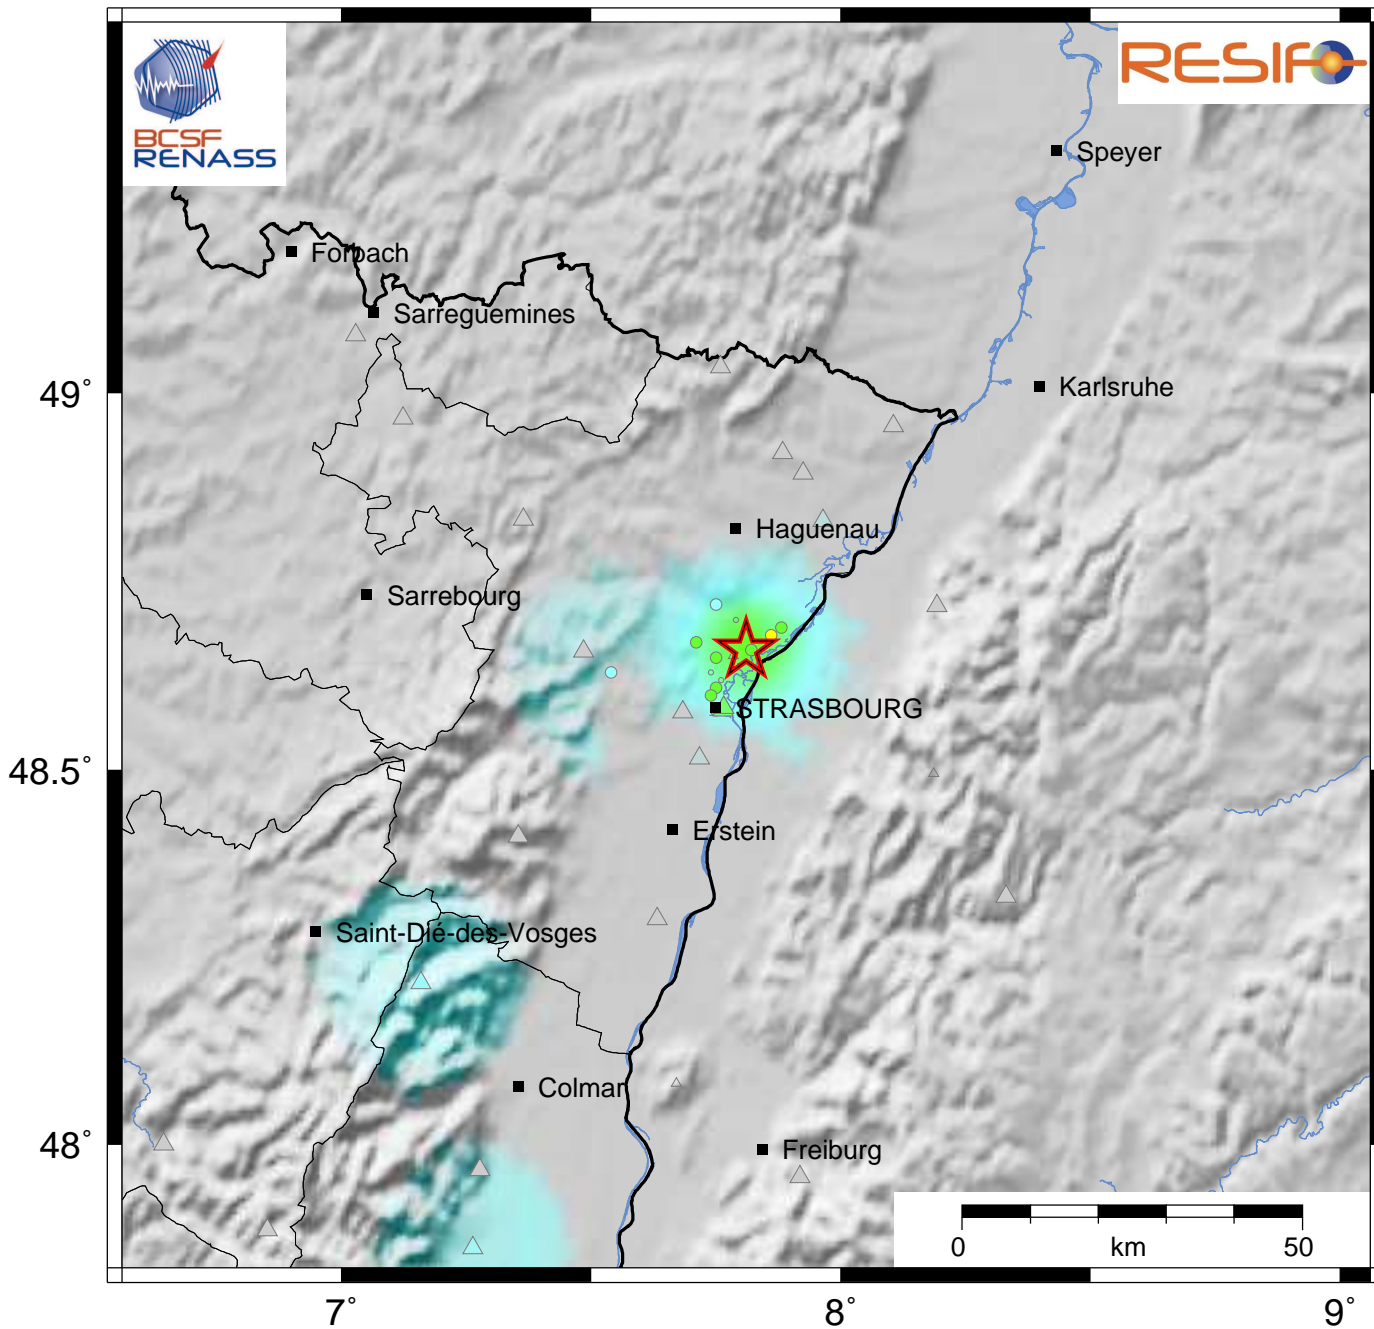 BCSF
RENASS
RESIF
Speyer
Forbach
Sarreguemines
49°
Karlsruhe
Haguenau
Sarrebourg
STRASBOURG
48.5°
Erstein
Saint-Dié-des-Vosges
Colmar
48°
Freiburg
0 km 50
7° 8° 9°